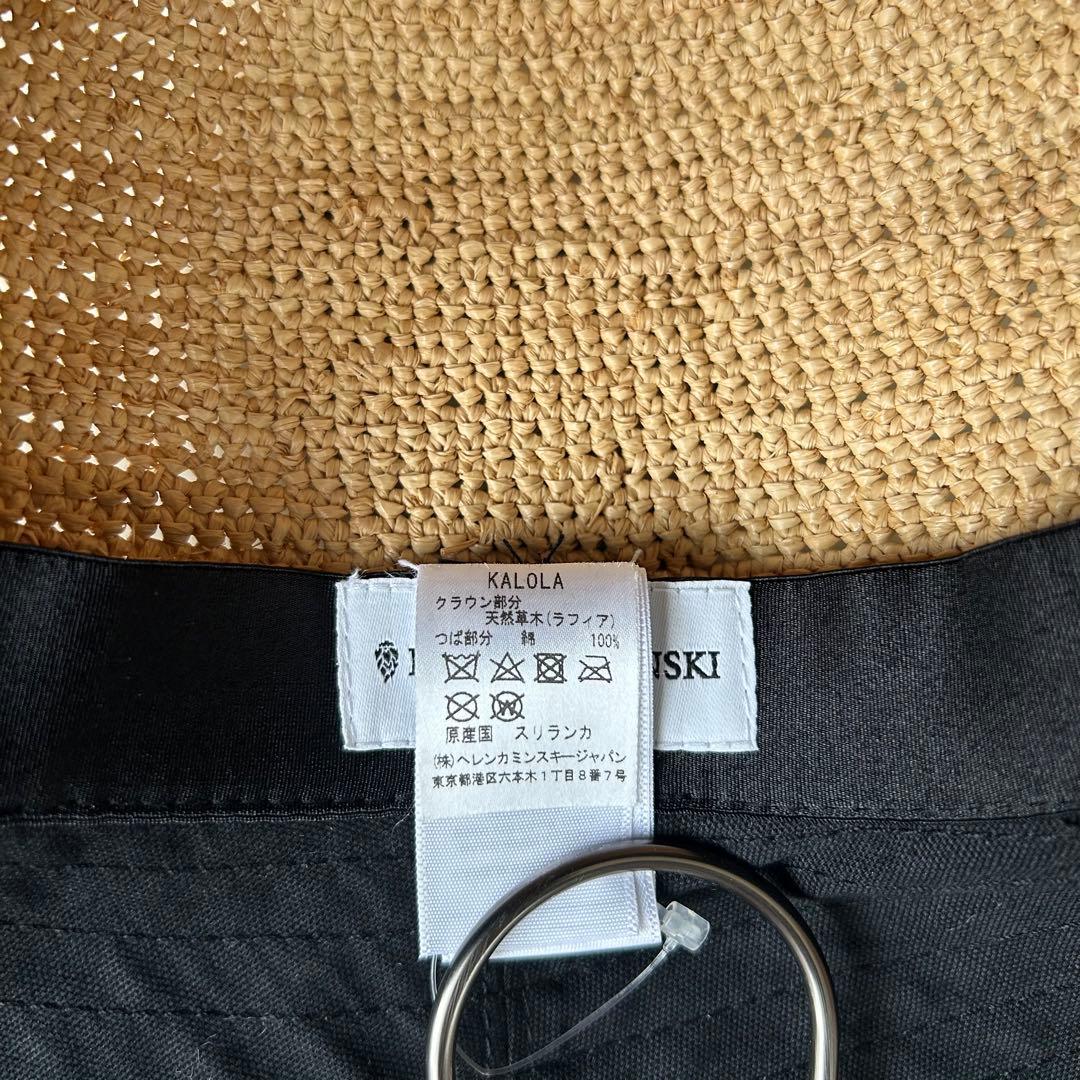 KALOLA
クラウン部分
天然草木(ラフィア)
つば部分 綿 100%
NSKI
原産国 スリランカ
(株)ヘレンカミンスキージャパン
東京都港区六本木1丁目8番7号